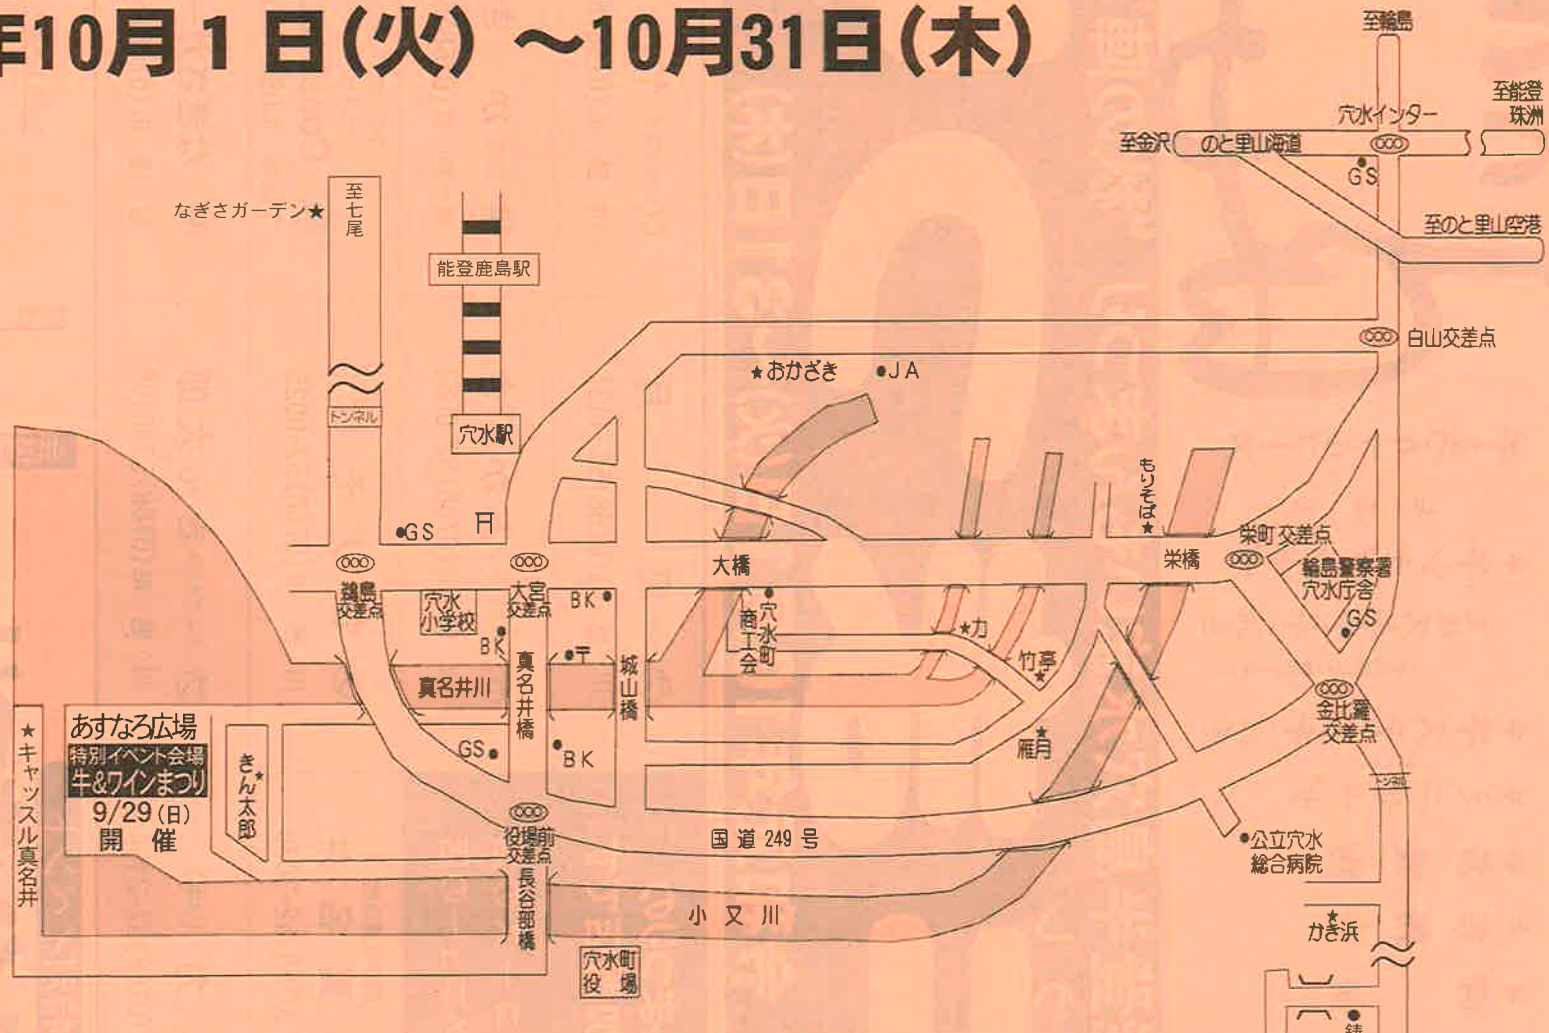 年10月1日(火)～10月31日(木)
至輪島
至能登
珠洲
穴水インター
至金沢
のと里山海道
GS
至のと里山空港
なぎさガーデン★
至七尾
能登鹿島駅
白山交差点
★おかざき
●JA
トンネル
穴水駅
もりそば★
●GS
栄町交差点
大橋
栄橋
輪島警察署
穴水庁舎
GS
鵜島
交差点
穴水
小学校
大宮
交差点
BK●
BK
●〒
穴水町
商工会
★力
竹亭
★
真名井川
真名井橋
城山橋
金比羅
交差点
★
雁月
あすなろ広場
特別イベント会場
牛&ワインまつり
9/29(日)
開催
★キャッスル真名井
きん太郎
★
GS●
●BK
トンネル
役場前
交差点
国道249号
●公立穴水
総合病院
長谷部橋
小又川
★
かき浜
穴水町
役場